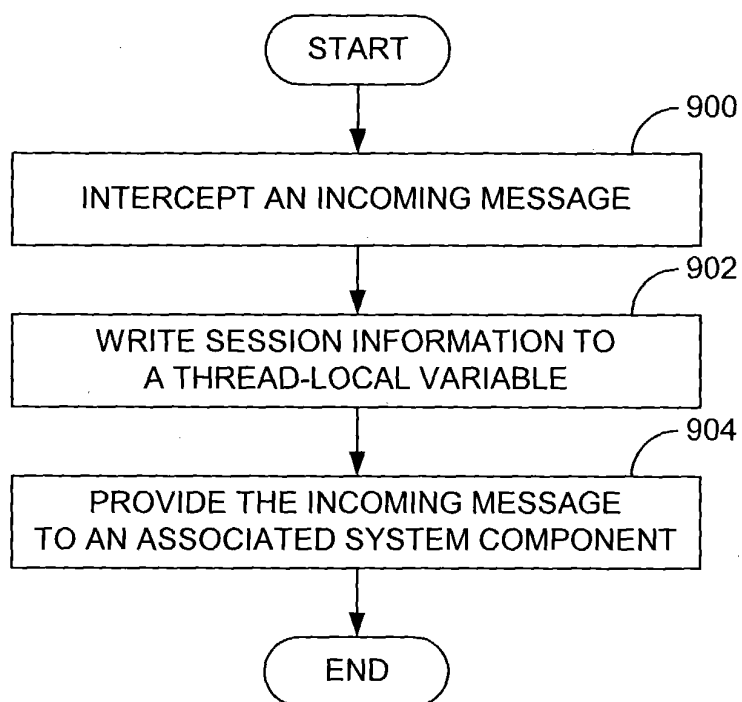 START
900
INTERCEPT AN INCOMING MESSAGE
902
WRITE SESSION INFORMATION TO
A THREAD-LOCAL VARIABLE
904
PROVIDE THE INCOMING MESSAGE
TO AN ASSOCIATED SYSTEM COMPONENT
END